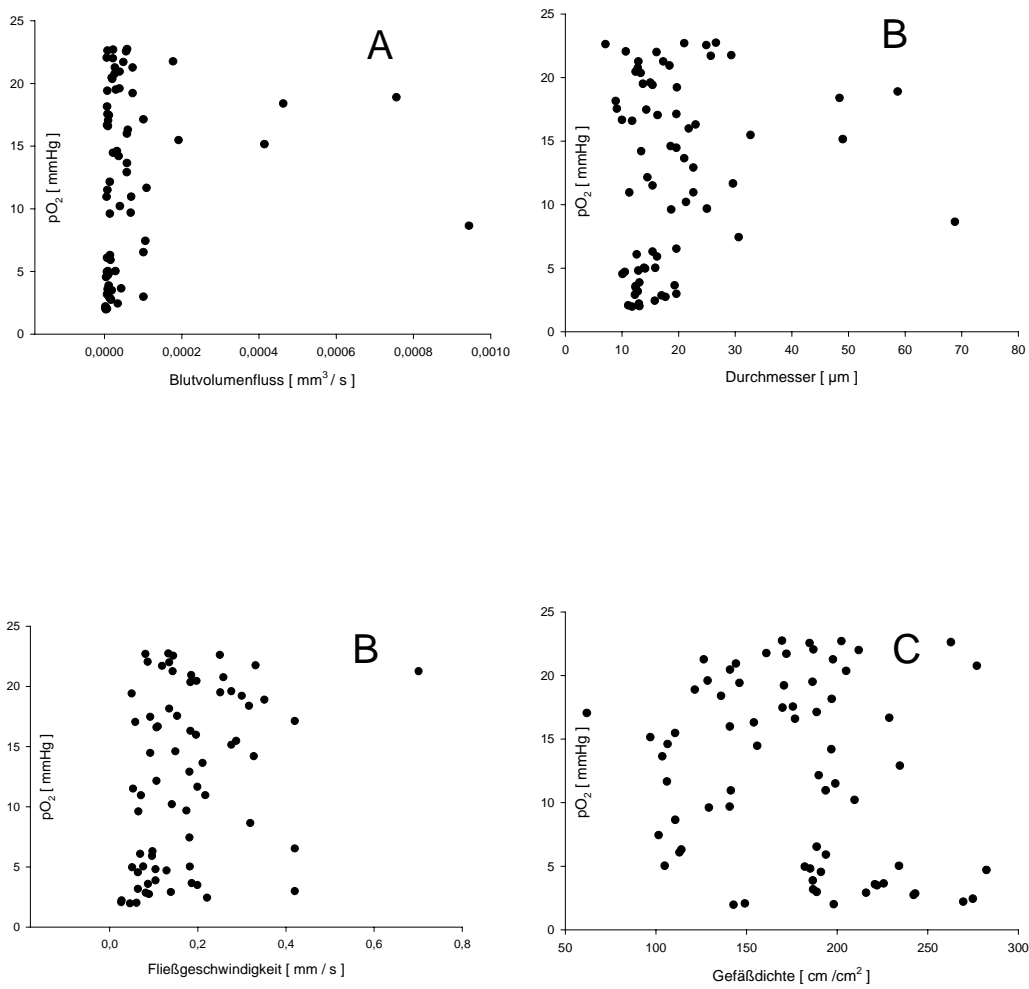 A
25
20
15
10
5
0
pO2 [ mmHg]
0,0000 0,0002 0,0004 0,0006 0,0008 0,0010
Blutvolumenfluss [ mm3 / s ]
B
25
20
15
10
5
0
pO2 [ mmHg]
0 10 20 30 40 50 60 70 80
Durchmesser [ µm ]
B
25
20
15
10
5
0
pO2 [ mmHg]
0,0 0,2 0,4 0,6 0,8
Fließgeschwindigkeit [ mm / s ]
C
25
20
15
10
5
0
pO2 [ mmHg]
50 100 150 200 250 300
Gefäßdichte [ cm /cm2 ]